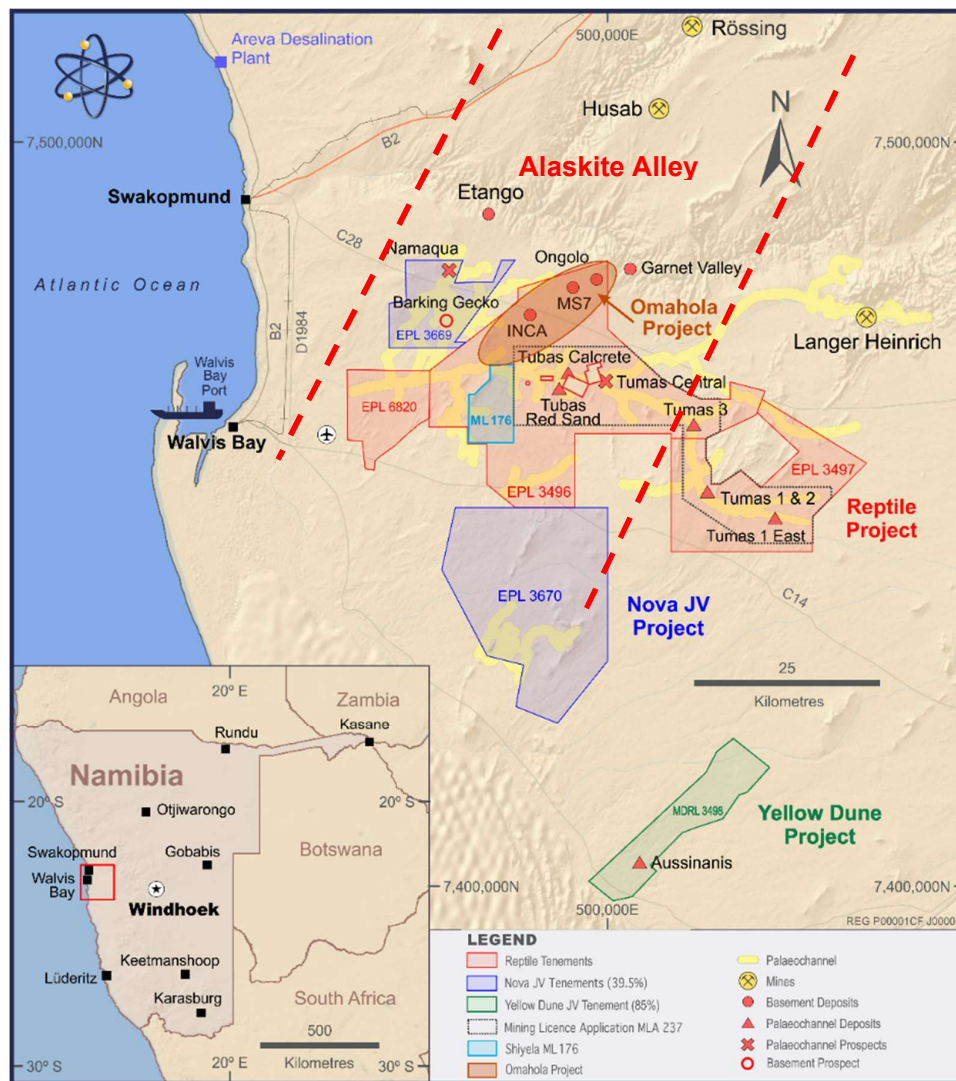 Areva Desalination
Plant
500,000E
Rössing
Husab
N
7,500,000N
7,500,000N
B2
Alaskite Alley
Swakopmund
Etango
C28
Namaqua
Ongolo
Garnet Valley
Atlantic Ocean
MS7
Omahola
Project
Barking Gecko
INCA
EPL 3669
B2
D1984
Langer Heinrich
Walvis
Bay
Port
Tubas Calcrete
Tumas Central
EPL 6820
Tubas
Red Sand
Tumas 3
ML 176
Walvis Bay
EPL 3497
EPL 3496
Tumas 1 & 2
Reptile
Project
Tumas 1 East
EPL 3670
Nova JV
Project
C14
25
Kilometres
MDRL 3498
Yellow Dune
Project
Aussinanis
7,400,000N
7,400,000N
500,000E
REG P00001CF J0000
Angola
20° E
Zambia
Rundu
Kasane
Namibia
20° S
20° S
Otjiwarongo
Swakopmund
Gobabis
Botswana
Walvis
Bay
Windhoek
Lüderitz
Keetmanshoop
Karasburg
South Africa
500
Kilometres
30° S
20° E
30° S
LEGEND
Reptile Tenements
Nova JV Tenements (39.5%)
Yellow Dune JV Tenement (85%)
Mining Licence Application MLA 237
Shiyela ML 176
Omahola Project
Palaeochannel
Mines
Basement Deposits
Palaeochannel Deposits
Palaeochannel Prospects
Basement Prospect